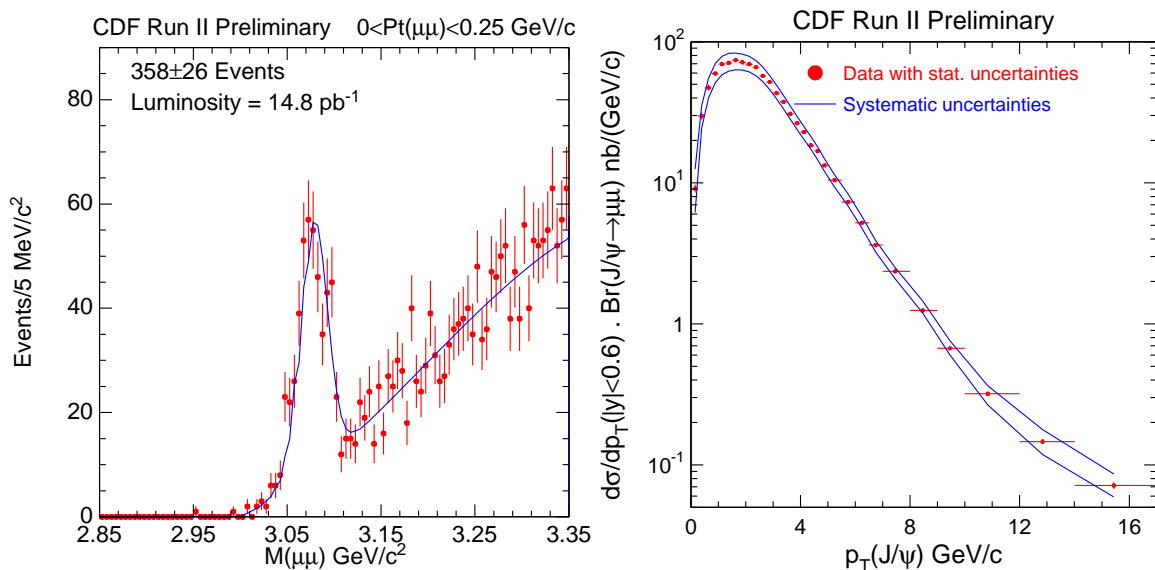 CDF Run II Preliminary 0<Pt(μμ)<0.25 GeV/c
358±26 Events
Luminosity = 14.8 pb⁻¹
Events/5 MeV/c²
80
60
40
20
0
2.85 2.95 3.05 3.15 3.25 3.35
M(μμ) GeV/c²
CDF Run II Preliminary
Data with stat. uncertainties
Systematic uncertainties
dσ/dp_T(|y|<0.6) . Br(J/ψ→μμ) nb/(GeV/c)
10²
10
1
10⁻¹
0 4 8 12 16
p_T(J/ψ) GeV/c